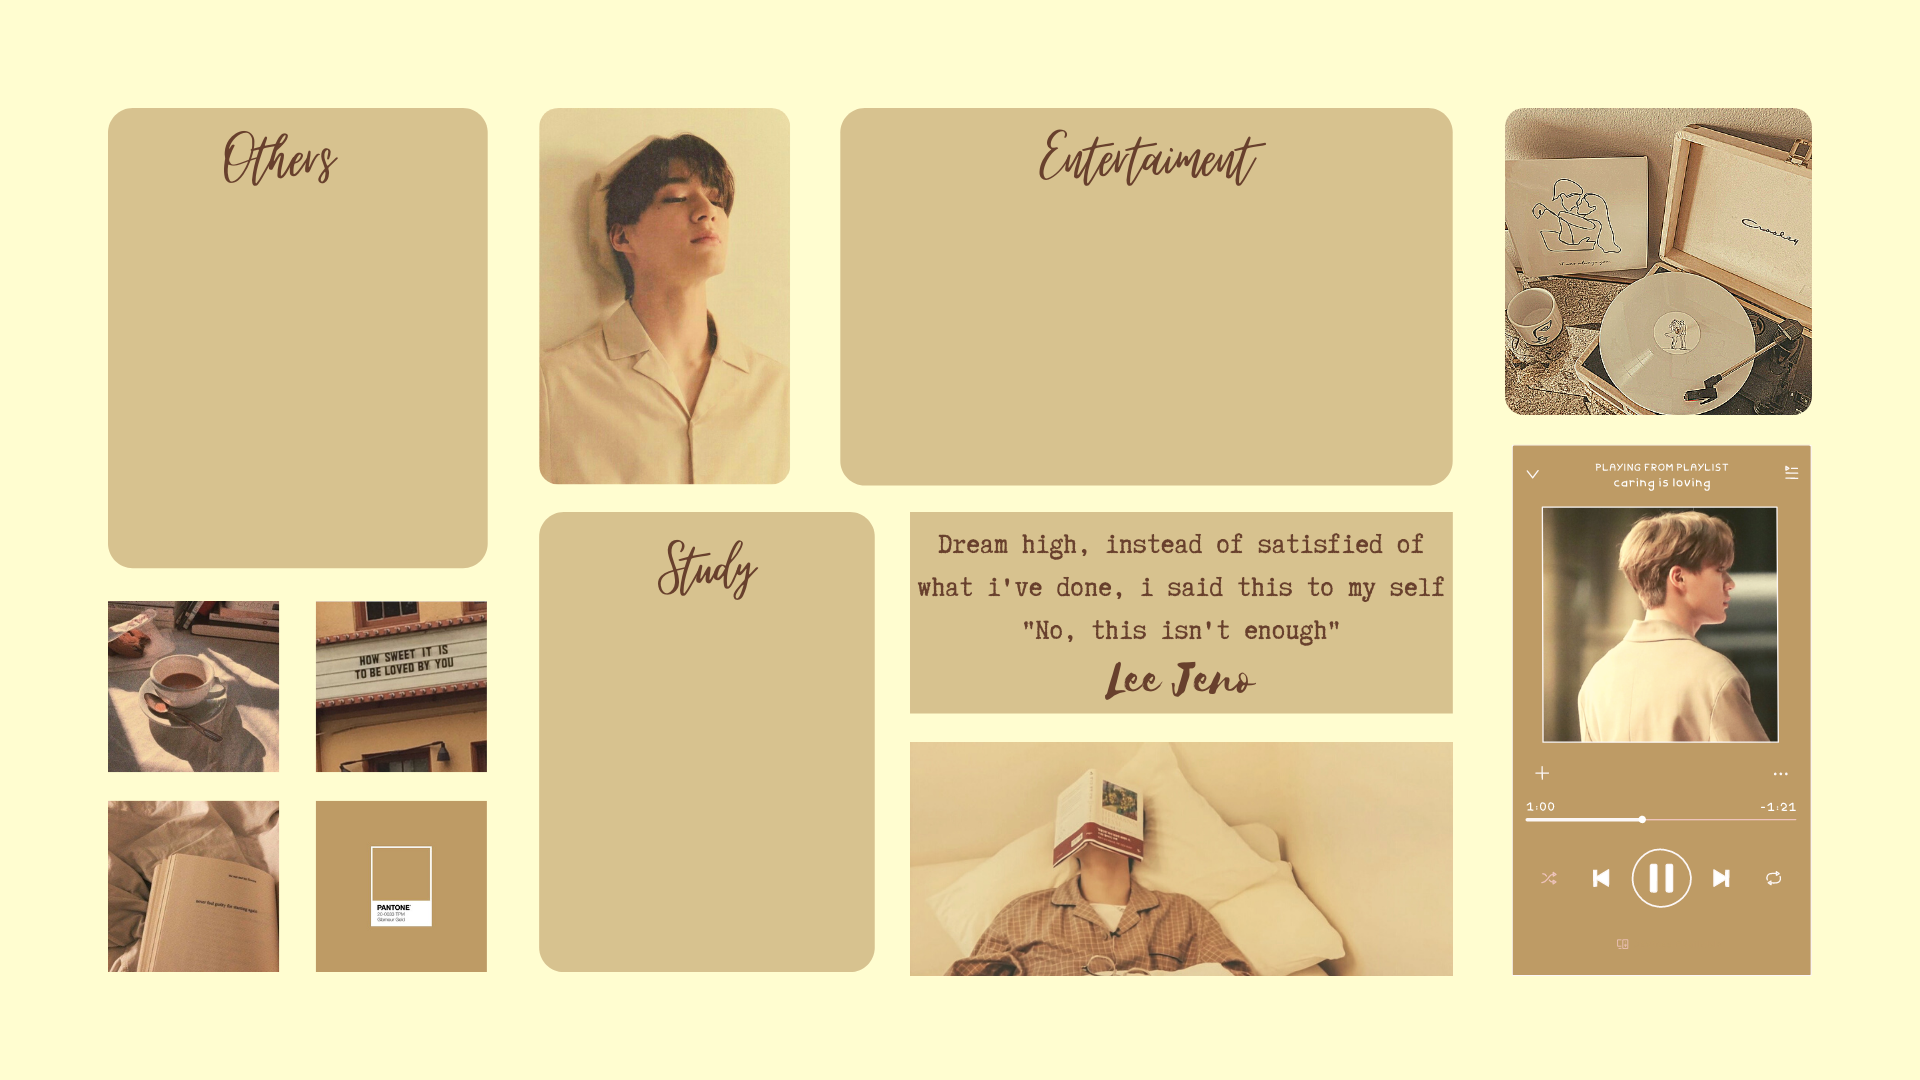 Others
Entertaiment
Crosley
PLAYING FROM PLAYLIST
caring is loving
Study
Dream high, instead of satisfied of
what i've done, i said this to my self
"No, this isn't enough"
Lee Jeno
HOW SWEET IT IS
TO BE LOVED BY YOU
1:00
-1:21
PANTONE